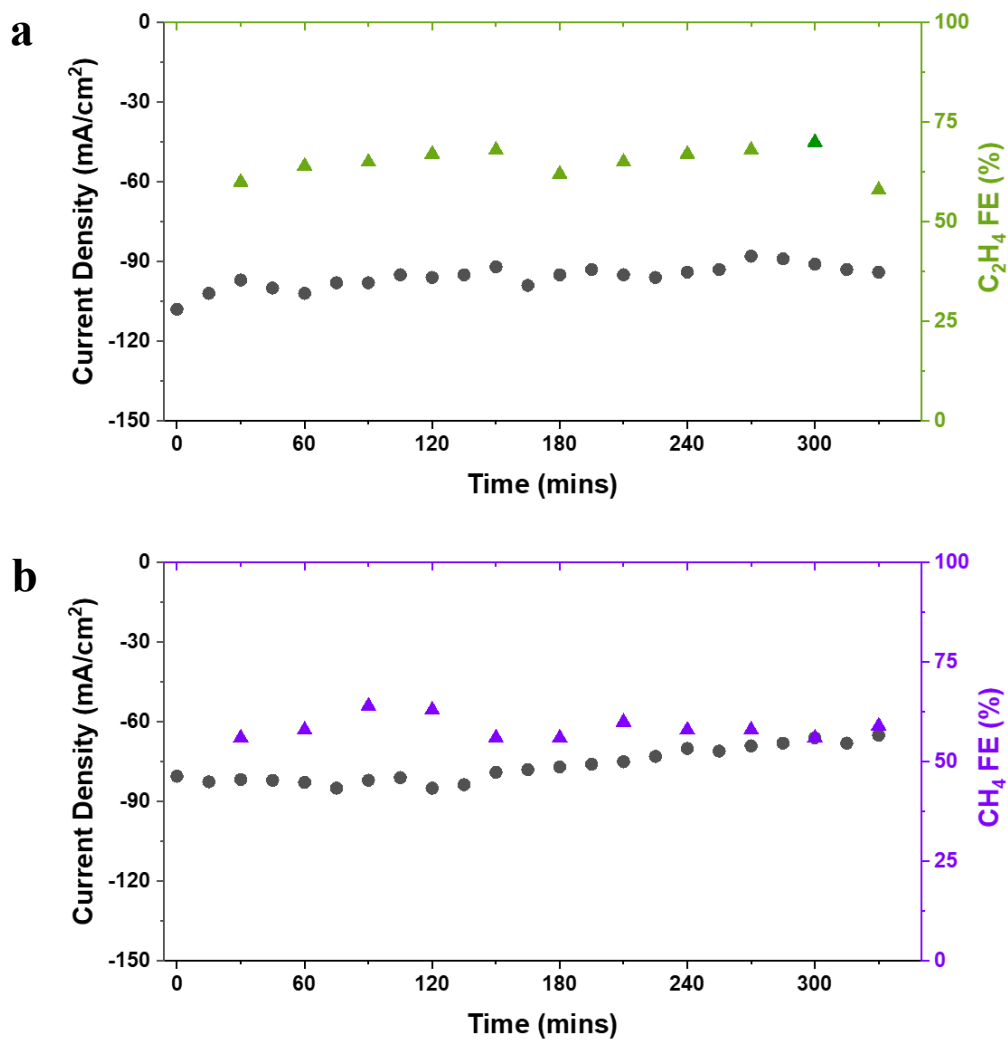 a
0
-30
-60
-90
-120
-150
Current Density (mA/cm²)
100
75
50
25
0
C₂H₄ FE (%)
0 60 120 180 240 300
Time (mins)
b
0
-30
-60
-90
-120
-150
Current Density (mA/cm²)
100
75
50
25
0
CH₄ FE (%)
0 60 120 180 240 300
Time (mins)